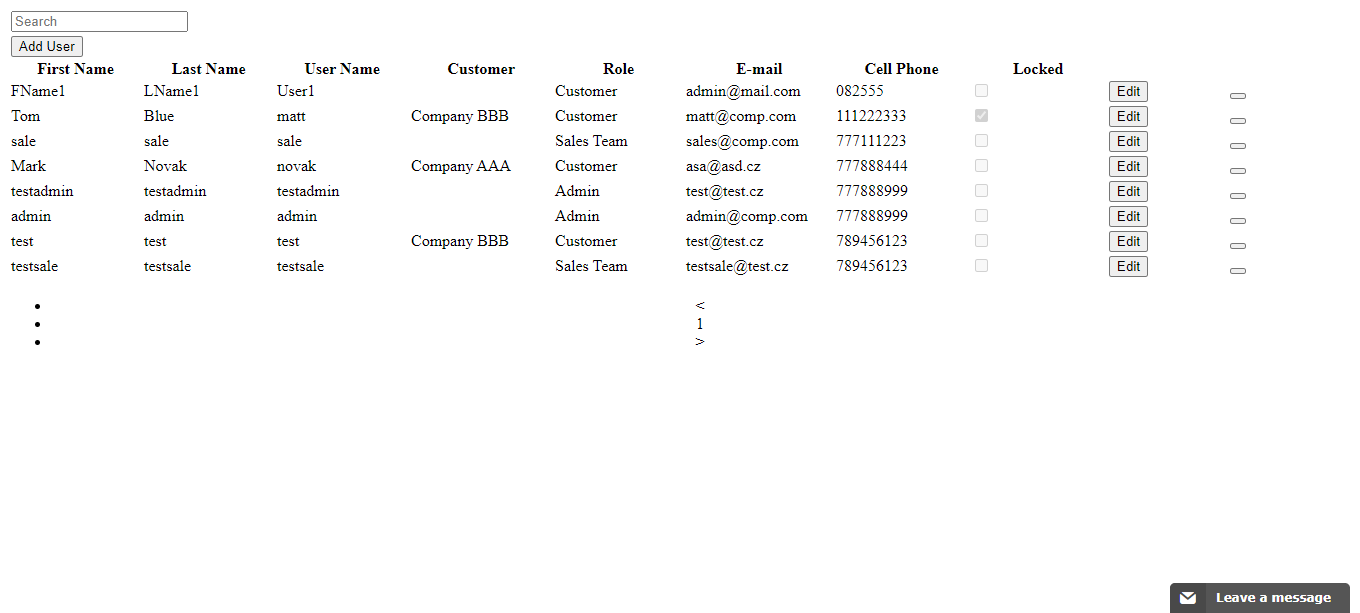 Search
Add User
First Name Last Name User Name Customer Role E-mail Cell Phone Locked
FName1 LName1 User1 Customer admin@mail.com 082555 Edit
Tom Blue matt Company BBB Customer matt@comp.com 111222333 Edit
sale sale sale Sales Team sales@comp.com 777111223 Edit
Mark Novak novak Company AAA Customer asa@asd.cz 777888444 Edit
testadmin testadmin testadmin Admin test@test.cz 777888999 Edit
admin admin admin Admin admin@comp.com 777888999 Edit
test test test Company BBB Customer test@test.cz 789456123 Edit
testsale testsale testsale Sales Team testsale@test.cz 789456123 Edit
• <
• 1
• >
Leave a message